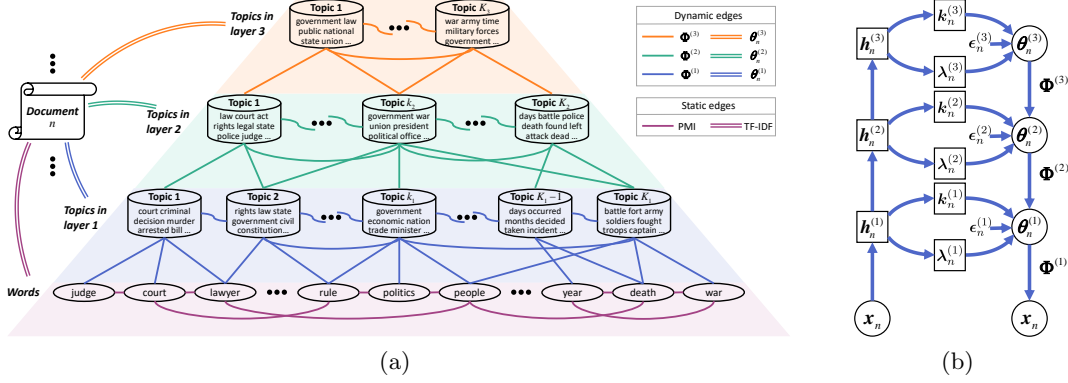 Topics in
layer 3
Topic 1
government law
public national
state union ...
Topic K₃
war army time
military forces
government ...
Dynamic edges
Φ⁽³⁾ θₙ⁽³⁾
Φ⁽²⁾ θₙ⁽²⁾
Φ⁽¹⁾ θₙ⁽¹⁾
Static edges
PMI TF-IDF
Document
n
Topics in
layer 2
Topic 1
law court act
rights legal state
police judge ...
Topic k₂
government war
union president
political office ...
Topic K₂
days battle police
death found left
attack dead ...
Topics in
layer 1
Topic 1
court criminal
decision murder
arrested bill ...
Topic 2
rights law state
government civil
constitution...
Topic k₁
government
economic nation
trade minister ...
Topic K₁−1
days occurred
months decided
taken incident ...
Topic K₁
battle fort army
soldiers fought
troops captain ...
Words
judge court lawyer rule politics people year death war
(a)
kₙ⁽³⁾
hₙ⁽³⁾ ϵₙ⁽³⁾ θₙ⁽³⁾
λₙ⁽³⁾ Φ⁽³⁾
kₙ⁽²⁾
hₙ⁽²⁾ ϵₙ⁽²⁾ θₙ⁽²⁾
λₙ⁽²⁾ Φ⁽²⁾
kₙ⁽¹⁾
hₙ⁽¹⁾ ϵₙ⁽¹⁾ θₙ⁽¹⁾
λₙ⁽¹⁾ Φ⁽¹⁾
xₙ xₙ
(b)